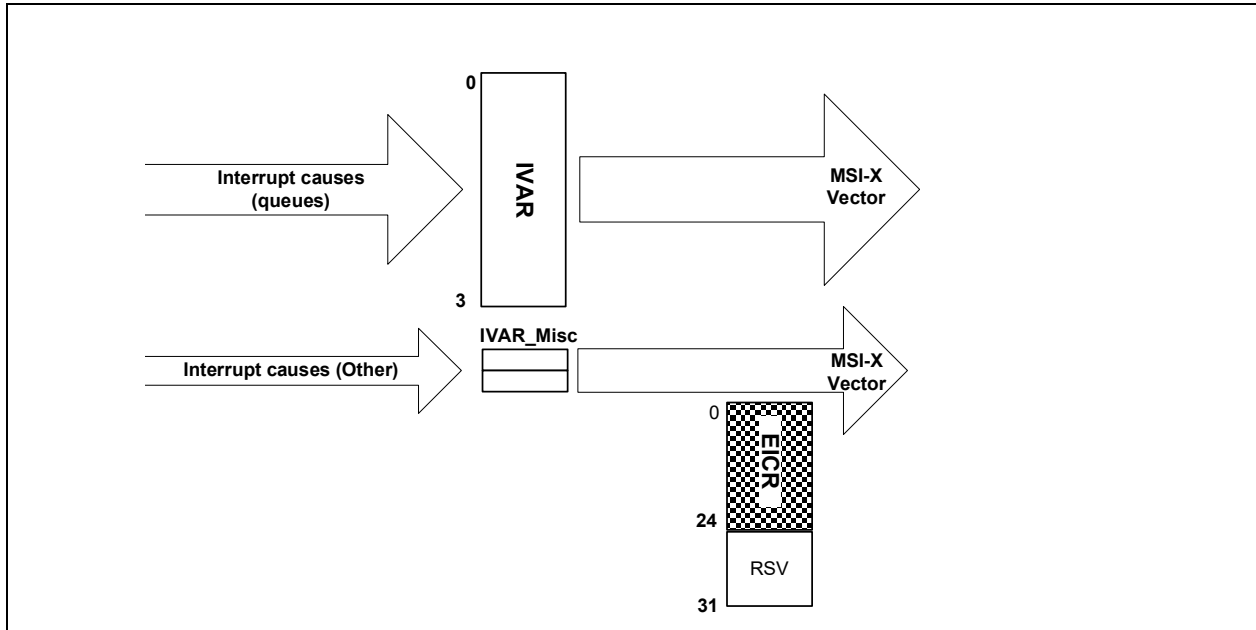 0
Interrupt causes
(queues)
IVAR
MSI-X
Vector
3
IVAR_Misc
Interrupt causes (Other)
MSI-X
Vector
0
EICR
24
RSV
31